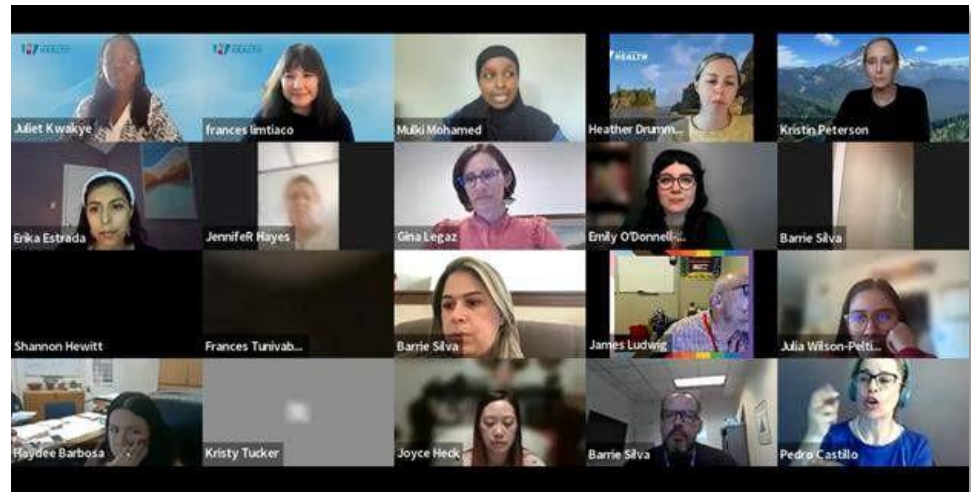 HEALTH
HEALTH
HEALTH
Juliet Kwakye
frances limtiaco
Mulki Mohamed
Heather Drumm...
Kristin Peterson
Erika Estrada
JennifeR Hayes
Gina Legaz
Emily O'Donnell-...
Barrie Silva
Shannon Hewitt
Frances Tunivab...
Barrie Silva
James Ludwig
Julia Wilson-Pelti...
Haydee Barbosa
Kristy Tucker
Joyce Heck
Barrie Silva
Pedro Castillo